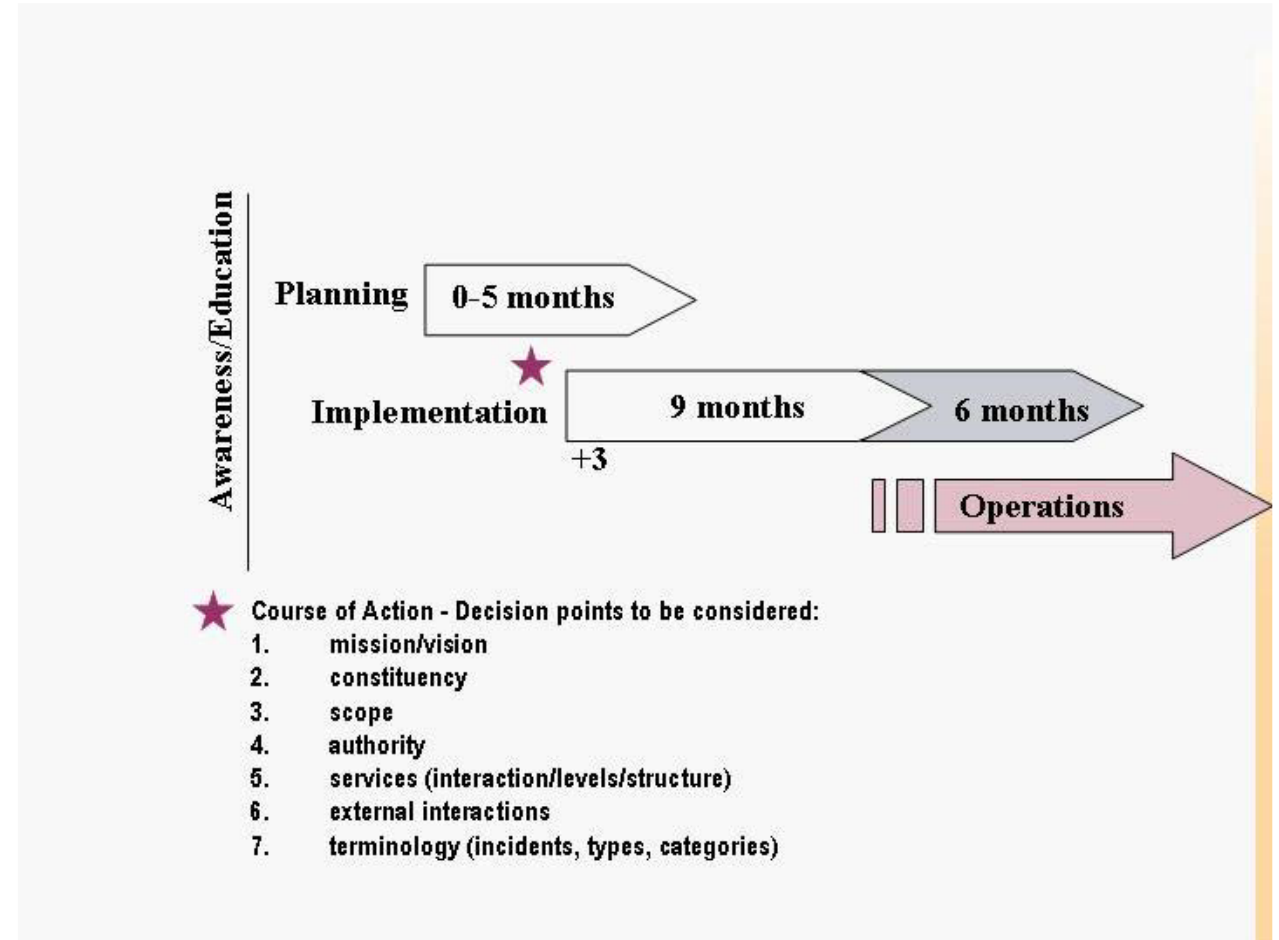 Awareness/Education
Planning
0-5 months
Implementation
9 months
6 months
+3
Operations
Course of Action - Decision points to be considered:
1. mission/vision
2. constituency
3. scope
4. authority
5. services (interaction/levels/structure)
6. external interactions
7. terminology (incidents, types, categories)